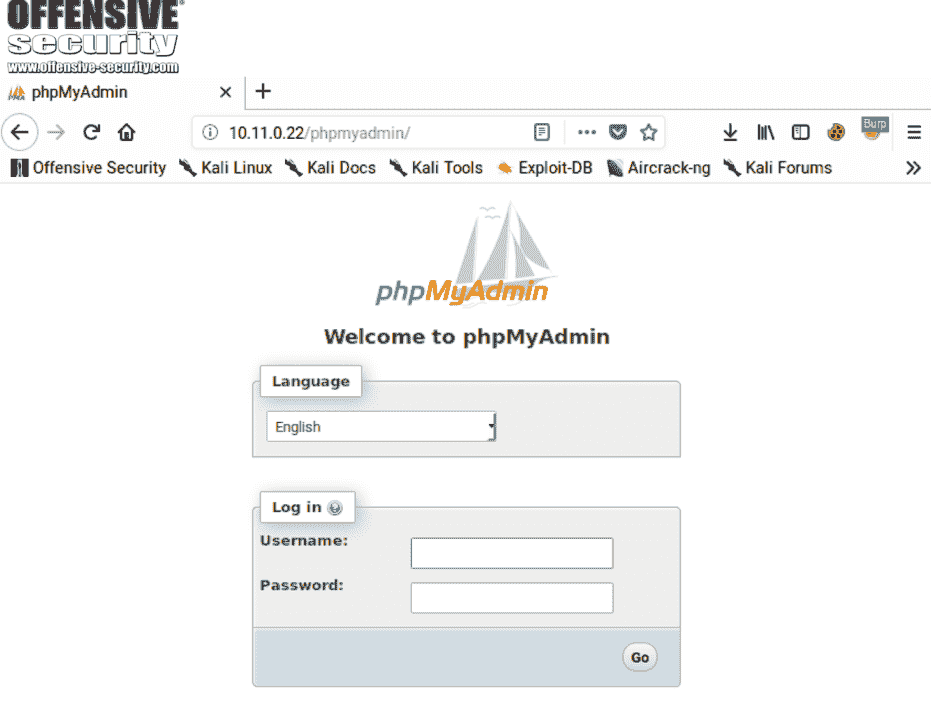 OFFENSIVE
security
www.offensive-security.com
phpMyAdmin
10.11.0.22/phpmyadmin/
Burp
Offensive Security Kali Linux Kali Docs Kali Tools Exploit-DB Aircrack-ng Kali Forums
phpMyAdmin
Welcome to phpMyAdmin
Language
English
Log in
Username:
Password:
Go